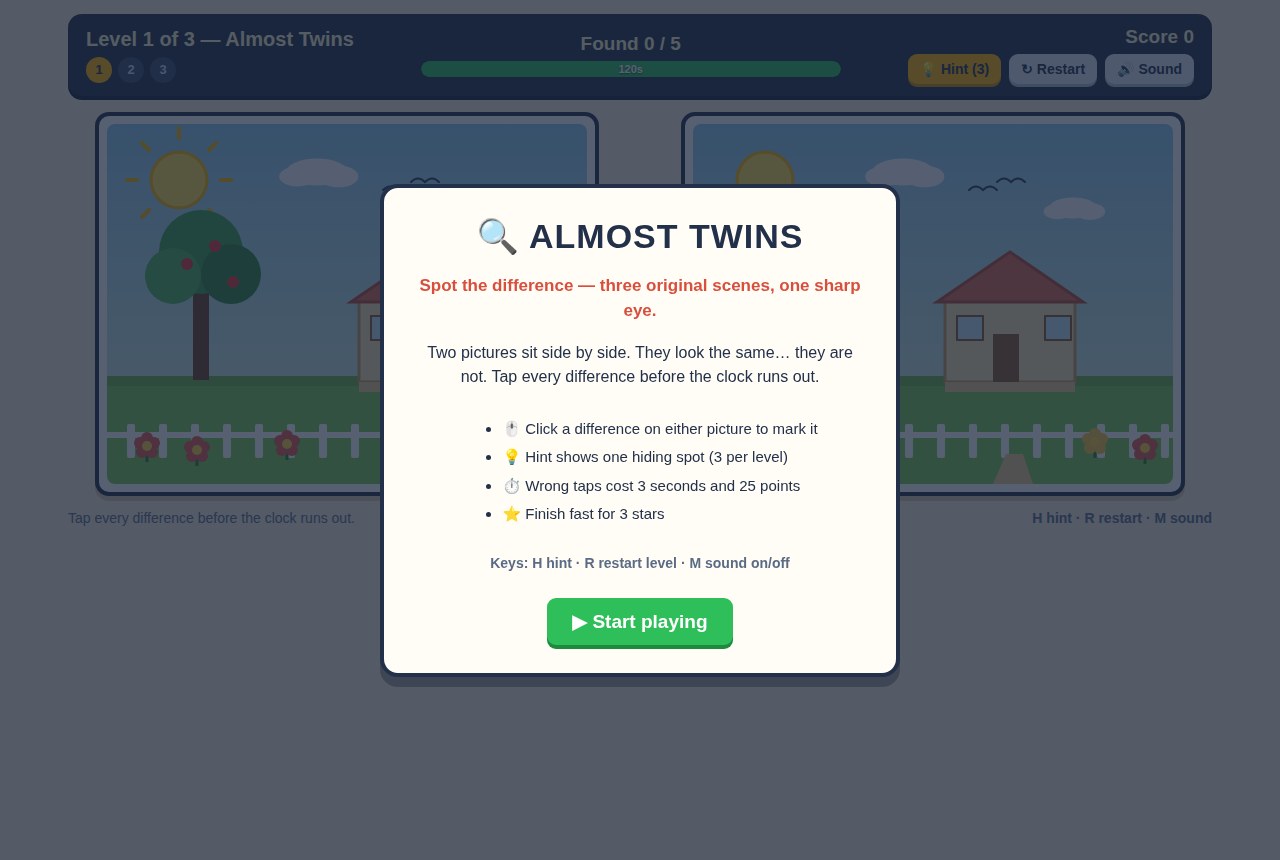 Level 1 of 3 — Almost Twins
1 2 3
Found 0 / 5
120s
Score 0
💡 Hint (3) ↻ Restart 🔊 Sound
🔍 ALMOST TWINS
Spot the difference — three original scenes, one sharp
eye.
Two pictures sit side by side. They look the same… they are
not. Tap every difference before the clock runs out.
• 🖱️ Click a difference on either picture to mark it
• 💡 Hint shows one hiding spot (3 per level)
• ⏱️ Wrong taps cost 3 seconds and 25 points
• ⭐ Finish fast for 3 stars
Keys: H hint · R restart level · M sound on/off
▶ Start playing
Tap every difference before the clock runs out.
H hint · R restart · M sound